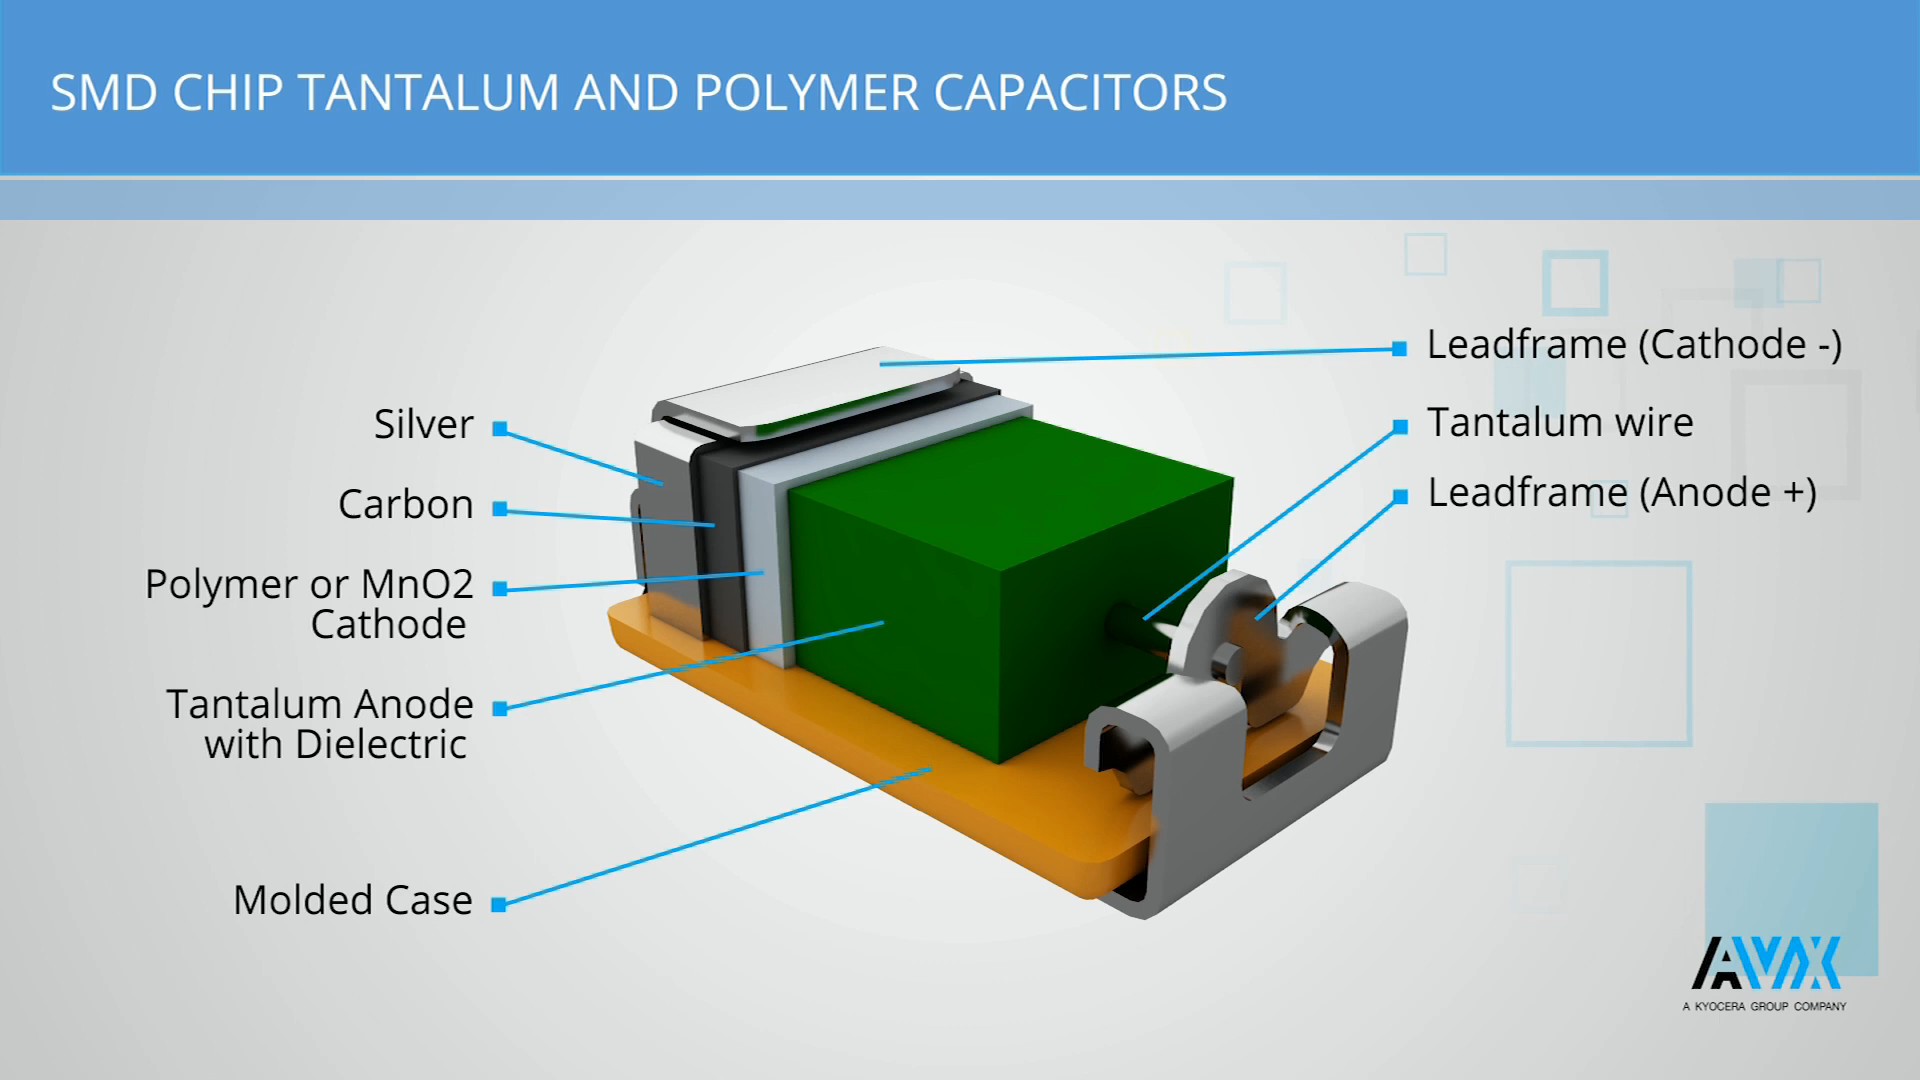 SMD CHIP TANTALUM AND POLYMER CAPACITORS
Silver
Carbon
Polymer or MnO2
Cathode
Tantalum Anode
with Dielectric
Molded Case
Leadframe (Cathode -)
Tantalum wire
Leadframe (Anode +)
AVX
A KYOCERA GROUP COMPANY